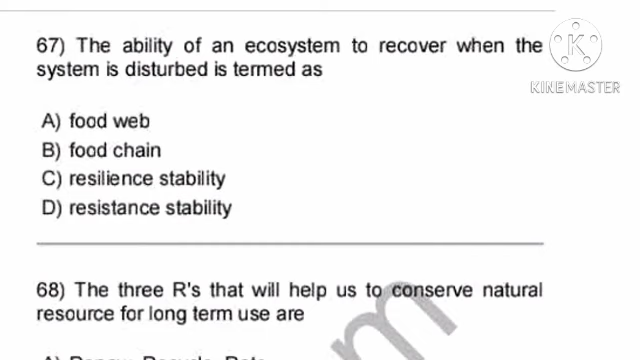 67) The ability of an ecosystem to recover when the
system is disturbed is termed as
A) food web
B) food chain
C) resilience stability
D) resistance stability
68) The three R's that will help us to conserve natural
resource for long term use are
K
KINEMASTER
m